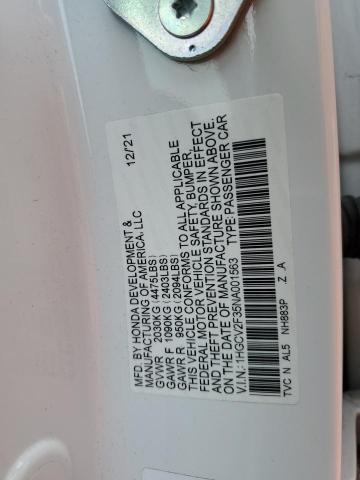 12/21
MFD. BY HONDA DEVELOPMENT &
MANUFACTURING OF AMERICA, LLC
GVWR 2030KG (4475LBS)
GAWR F 1090KG (2403LBS)
GAWR R 950KG (2094LBS)
THIS VEHICLE CONFORMS TO ALL APPLICABLE
FEDERAL MOTOR VEHICLE SAFETY, BUMPER,
AND THEFT PREVENTION STANDARDS IN EFFECT
ON THE DATE OF MANUFACTURE SHOWN ABOVE.
V.I.N.: 1HGCV2F35NA001563 TYPE: PASSENGER CAR
TVC N AL5 NH883P Z A